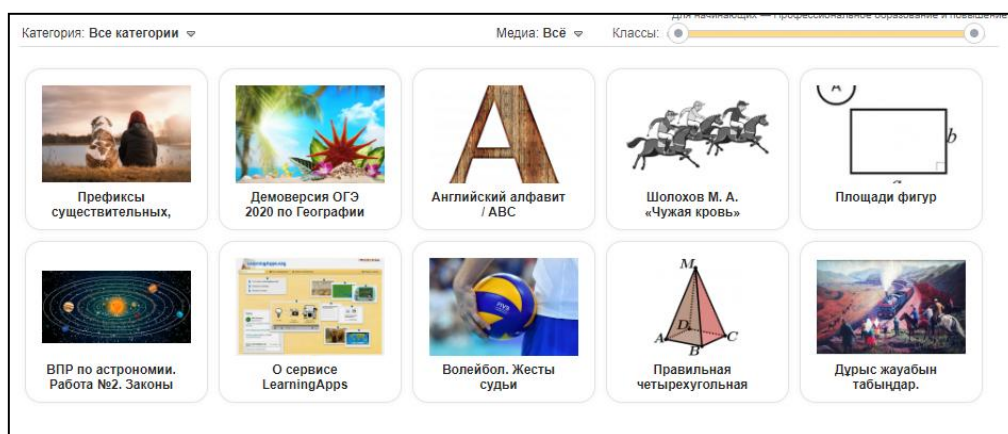 для начинающих — Профессиональное образование и повышение
Категория: Все категории
Медиа: Всё
Классы:
Префиксы
существительных,
Демоверсия ОГЭ
2020 по Географии
A
Английский алфавит
/ ABC
Шолохов М. А.
«Чужая кровь»
A
b
a
Площади фигур
ВПР по астрономии.
Работа №2. Законы
LearningApps.org
О сервисе
LearningApps
Волейбол. Жесты
судьи
M
A
D
B
C
Правильная
четырехугольная
Дұрыс жауабын
табыңдар.